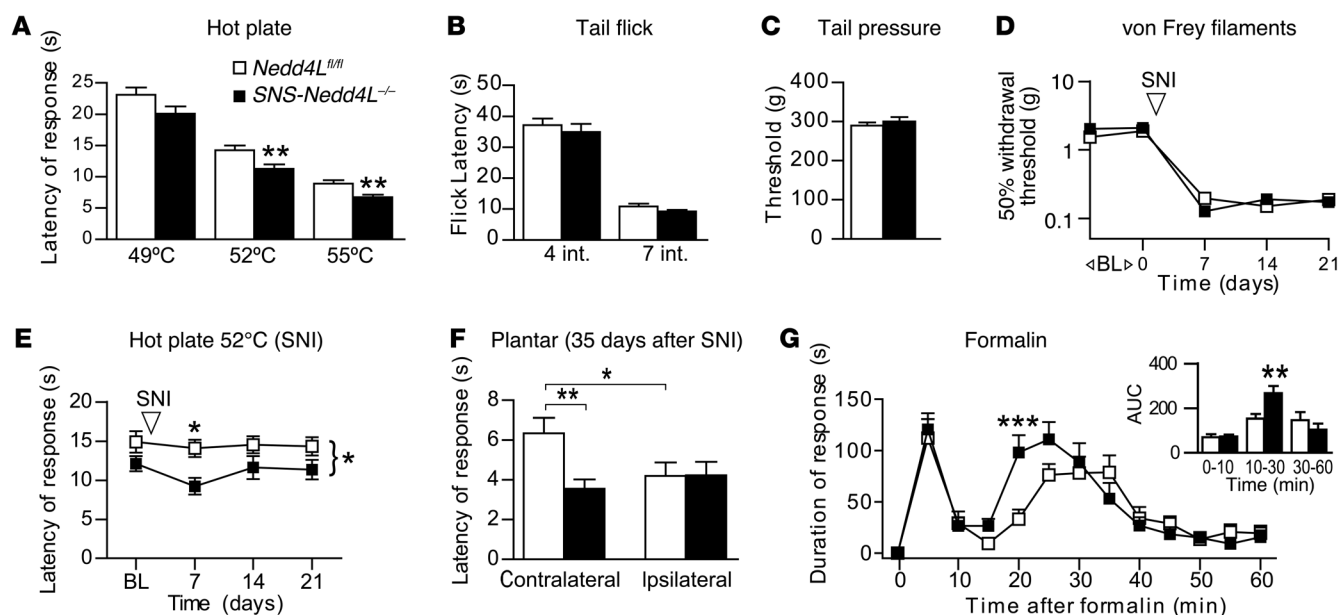 A Hot plate
Latency of response (s)
25
20
15
10
5
0
Nedd4L^fl/fl
SNS-Nedd4L^–/–
**
**
49ºC 52ºC 55ºC
B Tail flick
Flick Latency (s)
50
40
30
20
10
0
4 int. 7 int.
C Tail pressure
Threshold (g)
400
300
200
100
0
D von Frey filaments
50% withdrawal
threshold (g)
10
1
0.1
SNI
BL 0 7 14 21
Time (days)
E Hot plate 52°C (SNI)
Latency of response (s)
20
15
10
5
0
SNI
*
*
BL 7 14 21
Time (days)
F Plantar (35 days after SNI)
Latency of response (s)
8
6
4
2
0
*
**
Contralateral Ipsilateral
G Formalin
Duration of response (s)
150
100
50
0
***
0 10 20 30 40 50 60
Time after formalin (min)
AUC
400
200
0
**
0-10 10-30 30-60
Time (min)